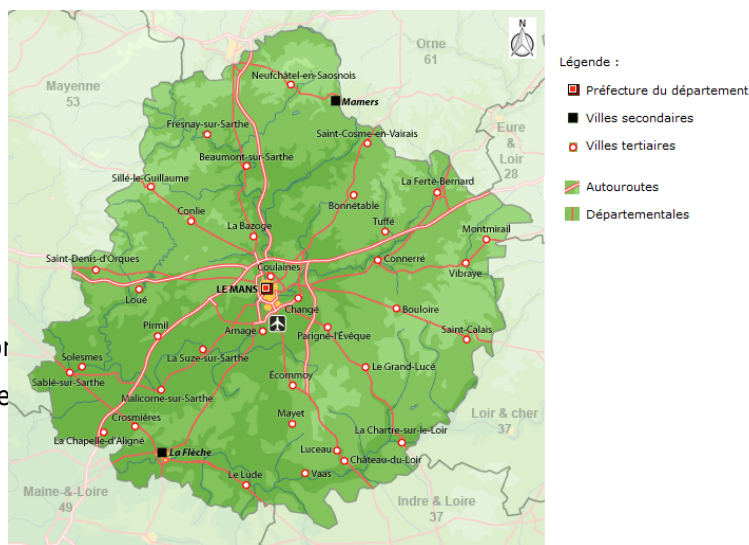 N
Orne
61
Mayenne
53
Neufchâtel-en-Saosnois
Mamers
Fresnay-sur-Sarthe
Saint-Cosme-en-Vairais
Eure
&
Loir
28
Beaumont-sur-Sarthe
Sillé-le-Guillaume
La Ferté-Bernard
Bonnétable
Conlie
Tuffé
La Bazoge
Montmirail
Saint-Denis-d'Orques
Connerré
Coulaines
Vibraye
LE MANS
Loué
Changé
Bouloire
Pirmil
Arnage
Parigné-l'Évêque
Saint-Calais
Solesmes
La Suze-sur-Sarthe
Le Grand-Lucé
Sablé-sur-Sarthe
Écommoy
Malicorne-sur-Sarthe
Crosmières
Mayet
Loir & cher
37
La Chartre-sur-le-Loir
La Chapelle-d'Aligné
La Flèche
Luceau
Château-du-Loir
Le Lude
Vaas
Maine-&-Loire
49
Indre & Loire
37
Légende :
Préfecture du département
Villes secondaires
Villes tertiaires
Autouroutes
Départementales